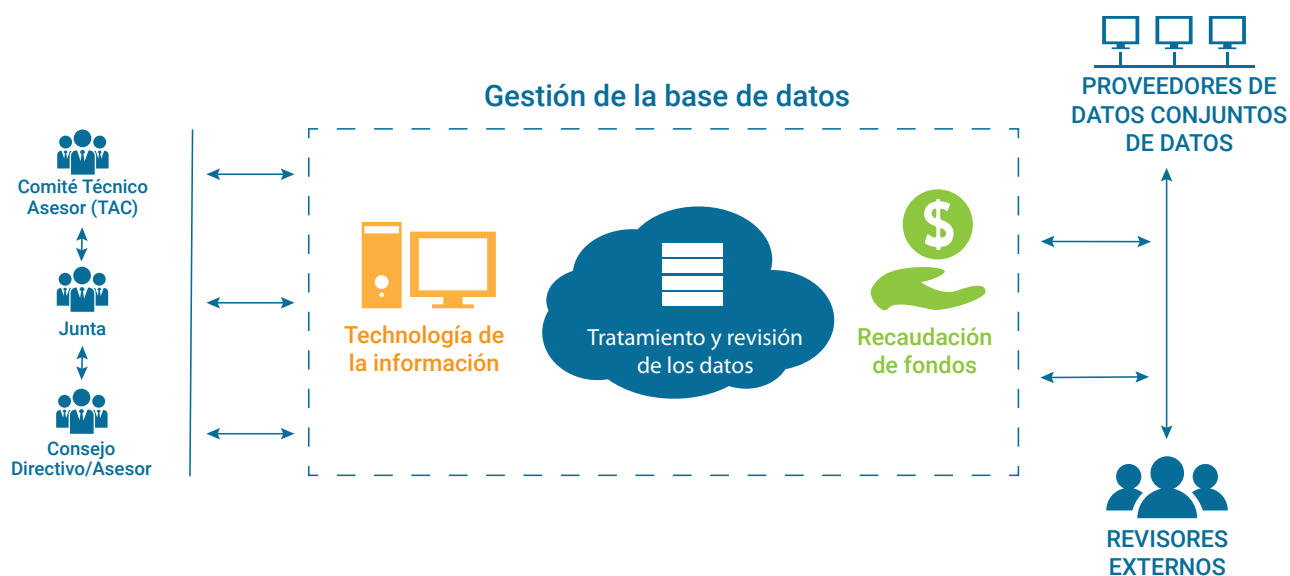 Gestión de la base de datos
Comité Técnico
Asesor (TAC)
Junta
Consejo
Directivo/Asesor
Technología de
la información
Tratamiento y revisión
de los datos
$
Recaudación
de fondos
PROVEEDORES DE
DATOS CONJUNTOS
DE DATOS
REVISORES
EXTERNOS